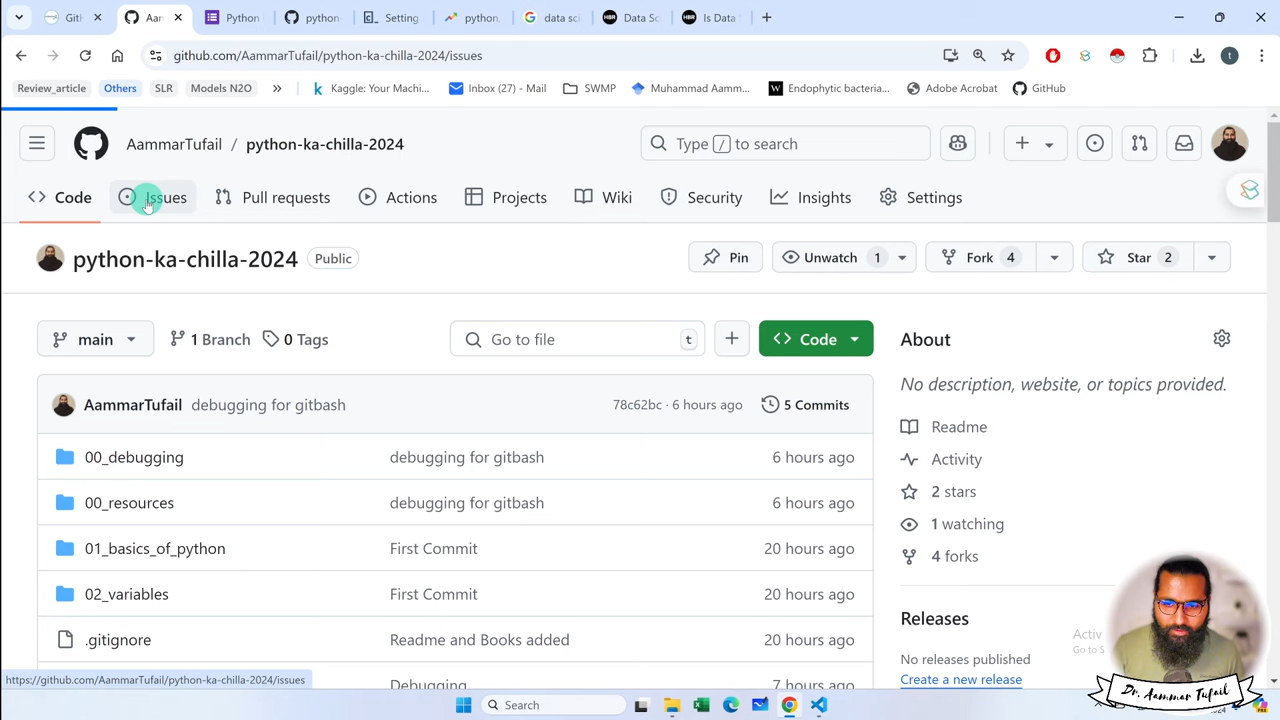 Git
Aan
Python
python
Setting
python.
data sci
Data Sc
Is Data
github.com/AammarTufail/python-ka-chilla-2024/issues
Review_article
Others
SLR
Models N2O
Kaggle: Your Machi...
Inbox (27) - Mail
SWMP
Muhammad Aamm...
Endophytic bacteria...
Adobe Acrobat
GitHub
AammarTufail / python-ka-chilla-2024
Type / to search
Code
Issues
Pull requests
Actions
Projects
Wiki
Security
Insights
Settings
python-ka-chilla-2024 Public
Pin
Unwatch 1
Fork 4
Star 2
main
1 Branch
0 Tags
Go to file t
Code
About
No description, website, or topics provided.
AammarTufail debugging for gitbash 78c62bc · 6 hours ago 5 Commits
00_debugging debugging for gitbash 6 hours ago
00_resources debugging for gitbash 6 hours ago
01_basics_of_python First Commit 20 hours ago
02_variables First Commit 20 hours ago
.gitignore Readme and Books added 20 hours ago
Debugging 7 hours ago
Readme
Activity
2 stars
1 watching
4 forks
Releases
No releases published
Create a new release
Activ
Go to S
https://github.com/AammarTufail/python-ka-chilla-2024/issues
Search
Dr. Aammar Tufail